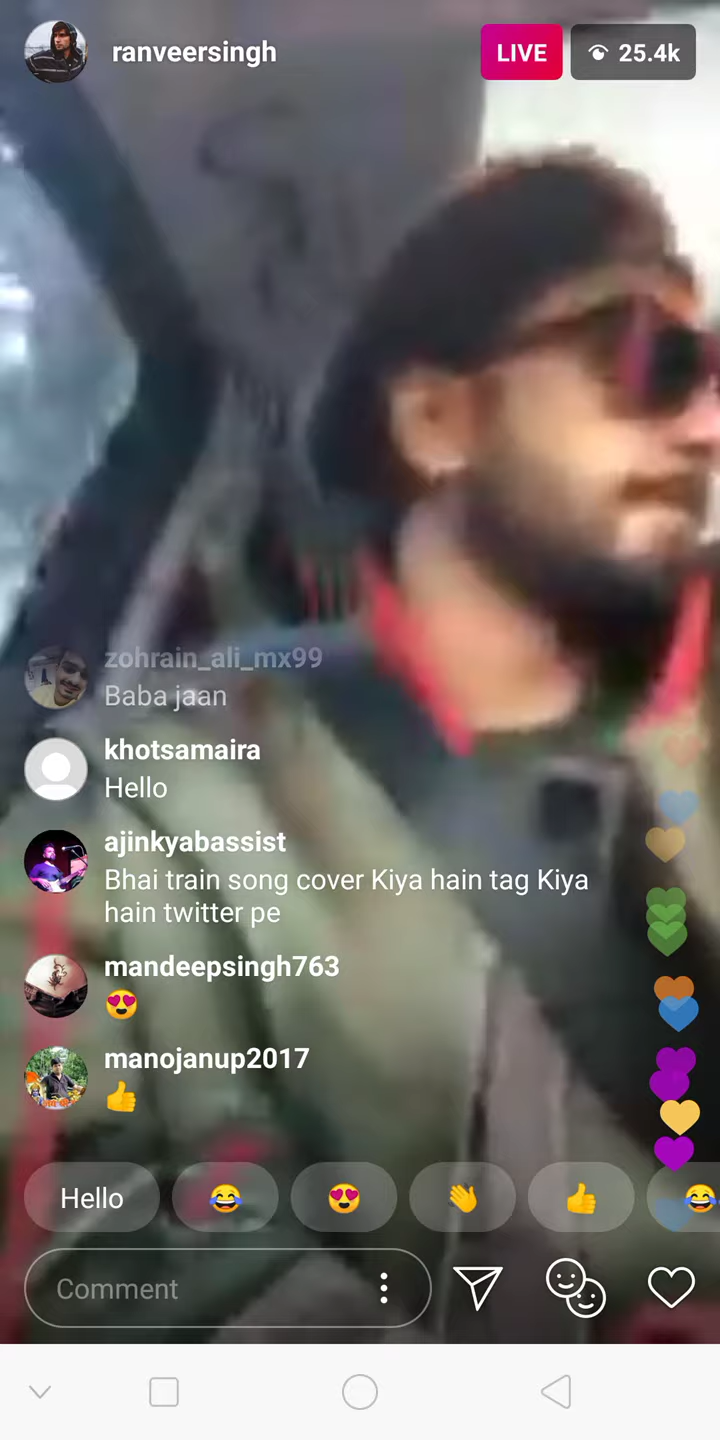 ranveersingh
LIVE
25.4k
zohrain_ali_mx99
Baba jaan
khotsamaira
Hello
ajinkyabassist
Bhai train song cover Kiya hain tag Kiya
hain twitter pe
mandeepsingh763
😍
manojanup2017
👍
Hello 😂 😍 👏 👍 😂
Comment